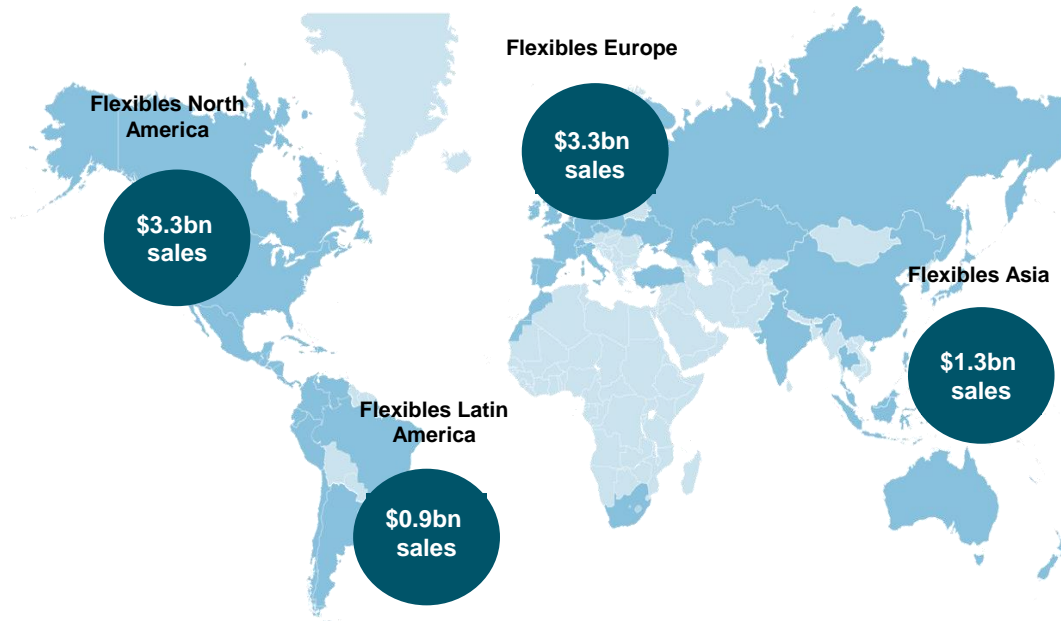 Flexibles Europe
$3.3bn
sales
Flexibles North
America
$3.3bn
sales
Flexibles Asia
$1.3bn
sales
Flexibles Latin
America
$0.9bn
sales